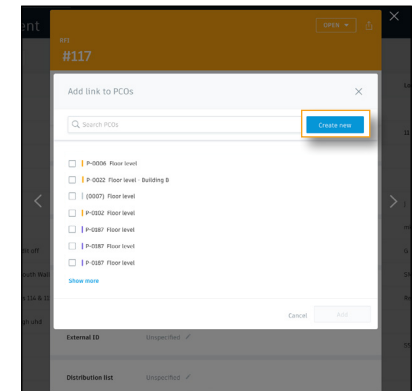 ent
OPEN
RFI
#117
Add link to PCOs
Search PCOs
Create new
P-0006 Floor level
P-0022 Floor level - Building B
(0007) Floor level
P-0102 Floor level
P-0187 Floor level
P-0187 Floor level
P-0187 Floor level
Show more
Cancel
Add
External ID
Unspecified
Distribution list
Unspecified